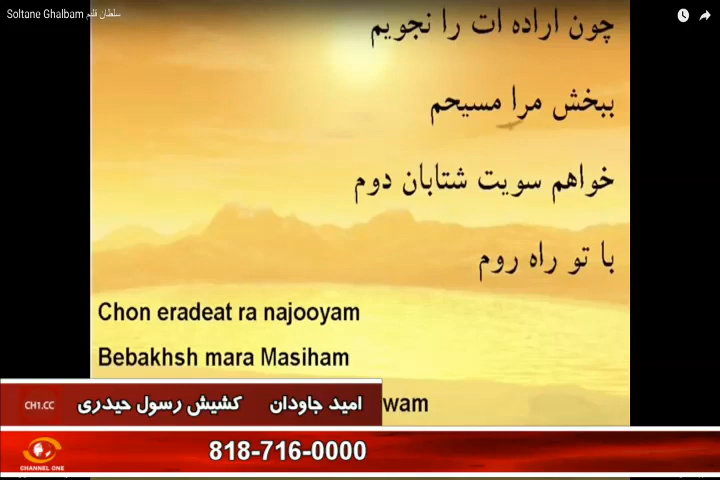 Soltane Ghalbam سلطان قلبم
چون اراده ات را نجویم
ببخش مرا مسیحم
خواهم سویت شتابان دوم
با تو راه روم
Chon eradeat ra najooyam
Bebakhsh mara Masiham
wam
CH1.CC امید جاودان کشیش رسول حیدری
818-716-0000
CHANNEL ONE